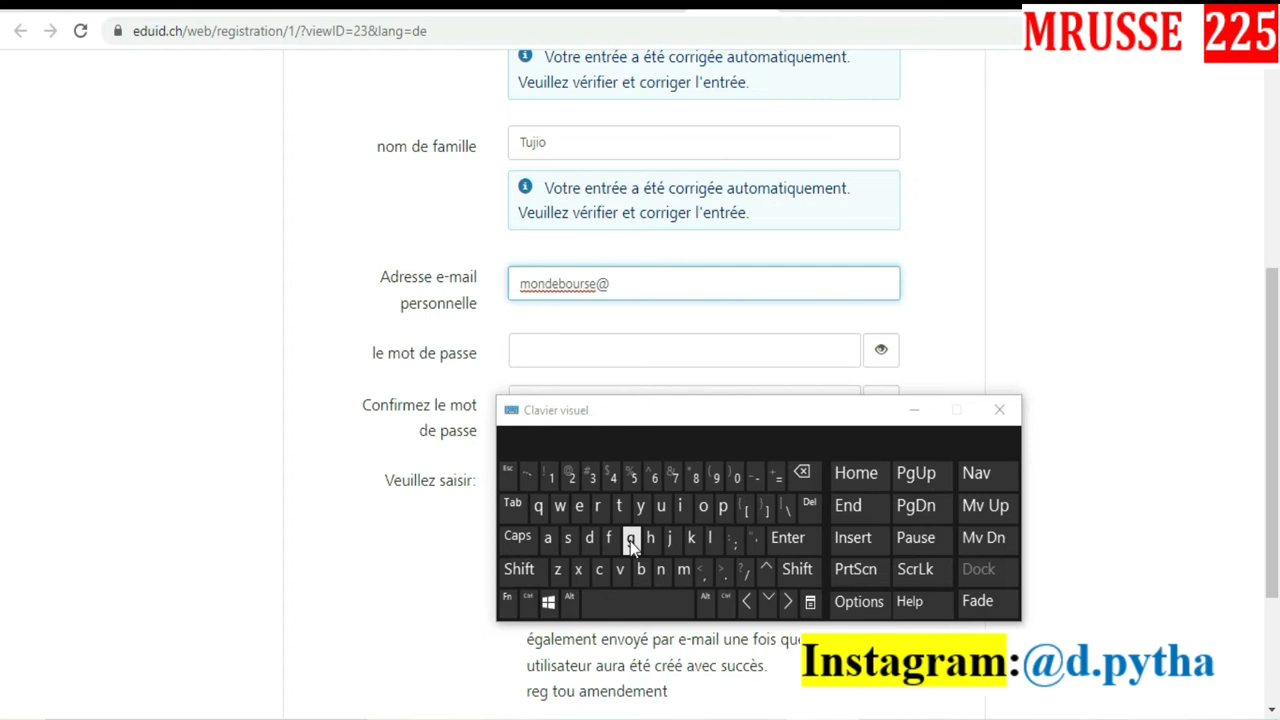 eduid.ch/web/registration/1/?viewID=23&lang=de
MRUSSE 225
Votre entrée a été corrigée automatiquement.
Veuillez vérifier et corriger l'entrée.
nom de famille
Tujio
Votre entrée a été corrigée automatiquement.
Veuillez vérifier et corriger l'entrée.
Adresse e-mail
personnelle
mondebourse@
le mot de passe
Confirmez le mot
de passe
Veuillez saisir:
Clavier visuel
Esc ~ ` ! 1 @ 2 # 3 $ 4 % 5 ^ 6 & 7 * 8 ( 9 ) 0 _ - + = Home PgUp Nav
Tab q w e r t y u i o p { [ } ] | \ Del End PgDn Mv Up
Caps a s d f g h j k l : ; " ' Enter Insert Pause Mv Dn
Shift z x c v b n m < , > . ? / ^ Shift PrtScn ScrLk Dock
Fn Ctrl Alt Alt Ctrl Options Help Fade
également envoyé par e-mail une fois que
utilisateur aura été créé avec succès.
reg tou amendement
Instagram:@d.pytha